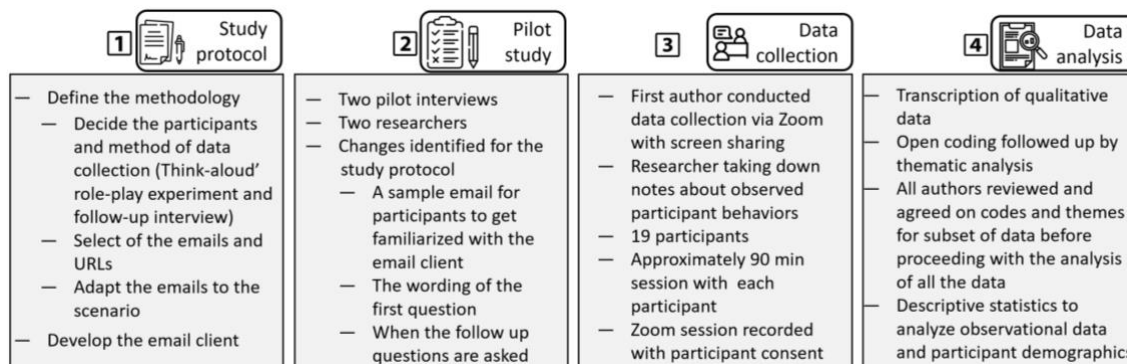 1
Study
protocol
— Define the methodology
— Decide the participants
and method of data
collection (Think-aloud’
role-play experiment and
follow-up interview)
— Select of the emails and
URLs
— Adapt the emails to the
scenario
— Develop the email client
2
Pilot
study
— Two pilot interviews
— Two researchers
— Changes identified for the
study protocol
— A sample email for
participants to get
familiarized with the
email client
— The wording of the
first question
— When the follow up
questions are asked
3
Data
collection
— First author conducted
data collection via Zoom
with screen sharing
— Researcher taking down
notes about observed
participant behaviors
— 19 participants
— Approximately 90 min
session with each
participant
— Zoom session recorded
with participant consent
4
Data
analysis
— Transcription of qualitative
data
— Open coding followed up by
thematic analysis
— All authors reviewed and
agreed on codes and themes
for subset of data before
proceeding with the analysis
of all the data
— Descriptive statistics to
analyze observational data
and participant demographics